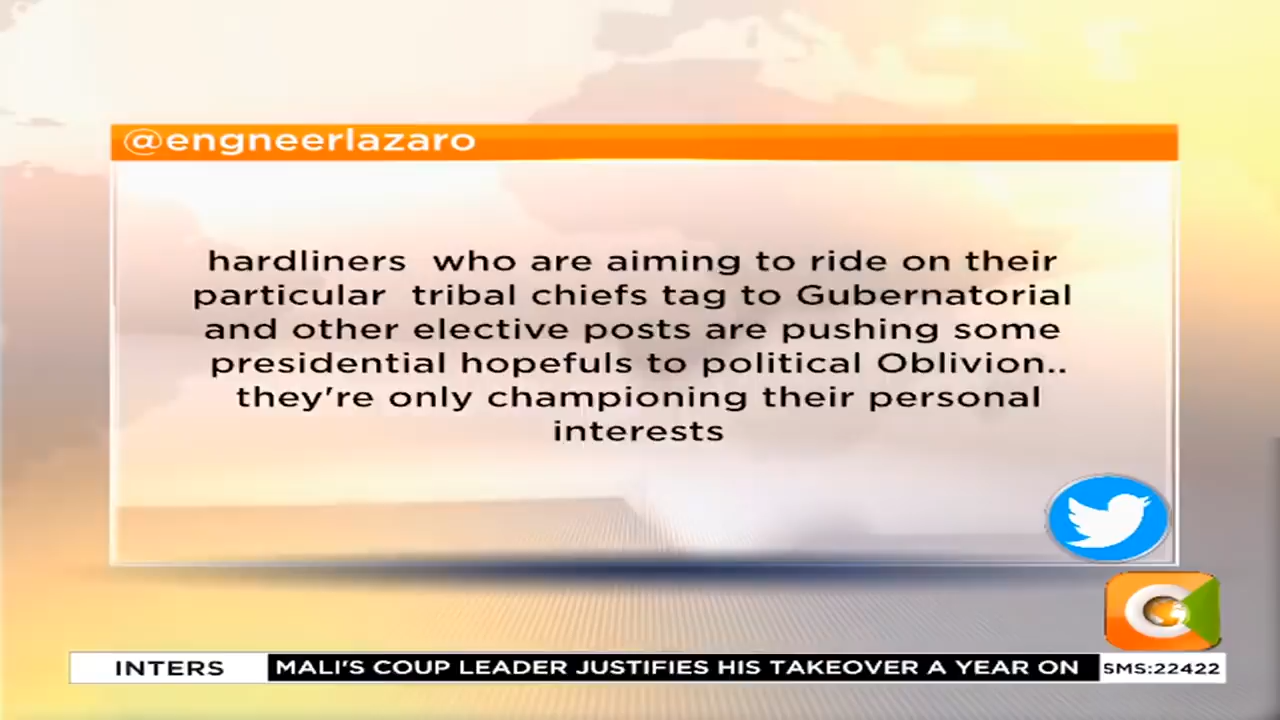 @engneerlazaro
hardliners who are aiming to ride on their
particular tribal chiefs tag to Gubernatorial
and other elective posts are pushing some
presidential hopefuls to political Oblivion..
they're only championing their personal
interests
INTERS MALI'S COUP LEADER JUSTIFIES HIS TAKEOVER A YEAR ON SMS:22422